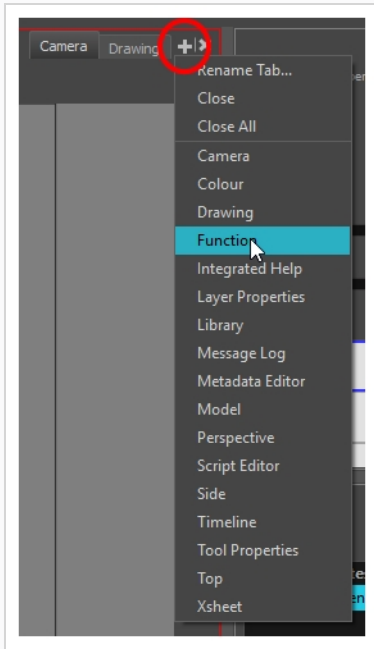 Camera Drawing
Rename Tab...
Close
Close All
Camera
Colour
Drawing
Function
Integrated Help
Layer Properties
Library
Message Log
Metadata Editor
Model
Perspective
Script Editor
Side
Timeline
Tool Properties
Top
Xsheet